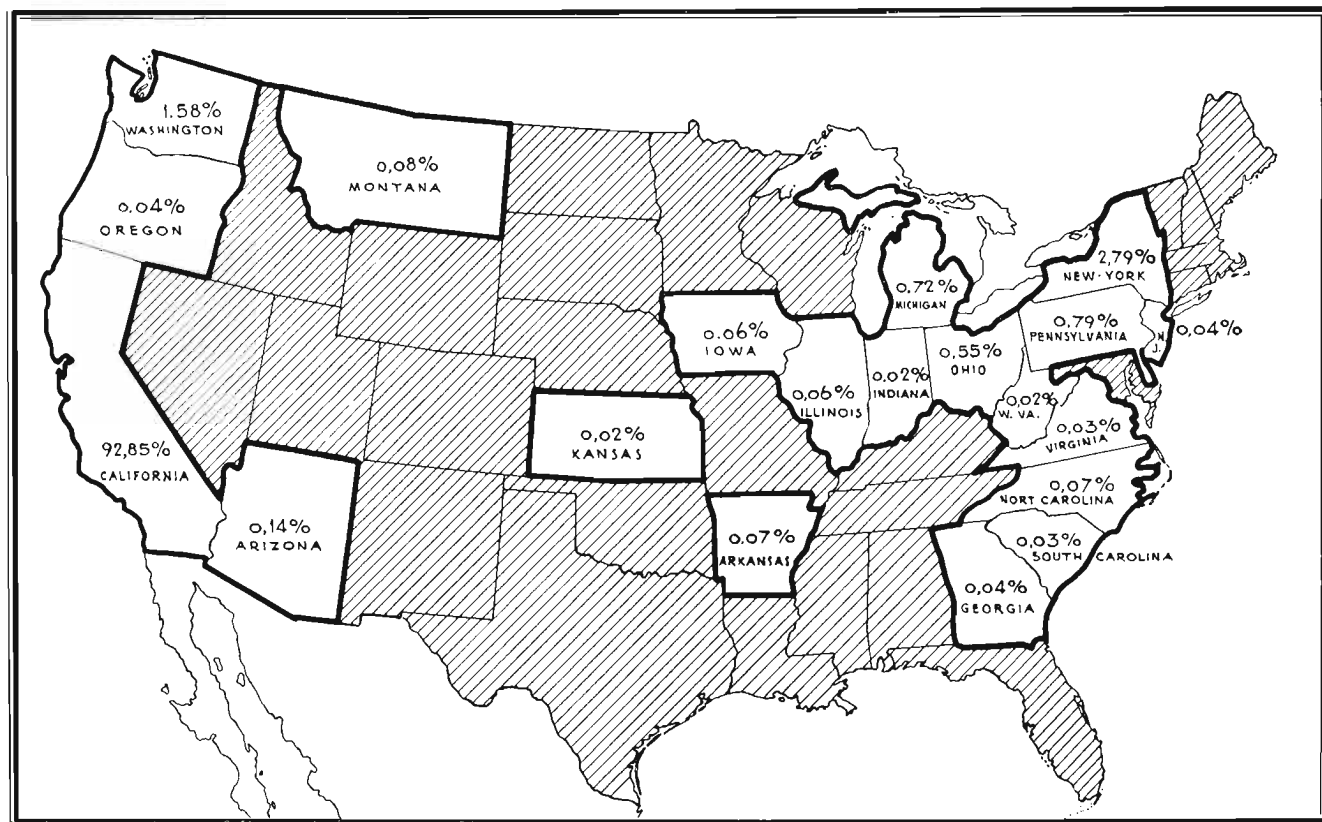 1.58%
WASHINGTON
0,08%
MONTANA
0.04%
OREGON
2,79%
NEW-YORK
0.72%
MICHIGAN
0.06%
IOWA
0,79%
PENNSYLVANIA
N.
J.
0,04%
0,55%
OHIO
0,06%
ILLINOIS
0.02%
INDIANA
0,02%
W. VA.
0,03%
VIRGINIA
0,02%
KANSAS
92,85%
CALIFORNIA
0,07%
NORT CAROLINA
0,14%
ARIZONA
0.07%
ARKANSAS
0,03%
SOUTH CAROLINA
0,04%
GEORGIA